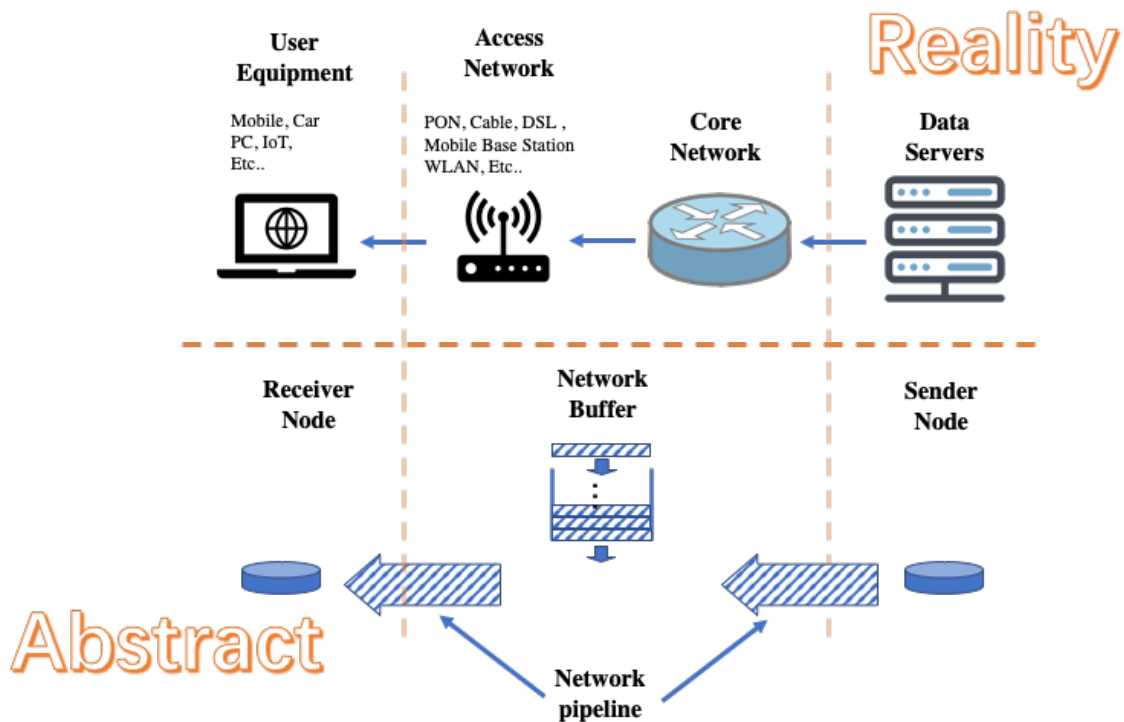 Reality
User
Equipment
Mobile, Car
PC, IoT,
Etc..
Access
Network
PON, Cable, DSL ,
Mobile Base Station
WLAN, Etc..
Core
Network
Data
Servers
Receiver
Node
Network
Buffer
Sender
Node
Abstract
Network
pipeline